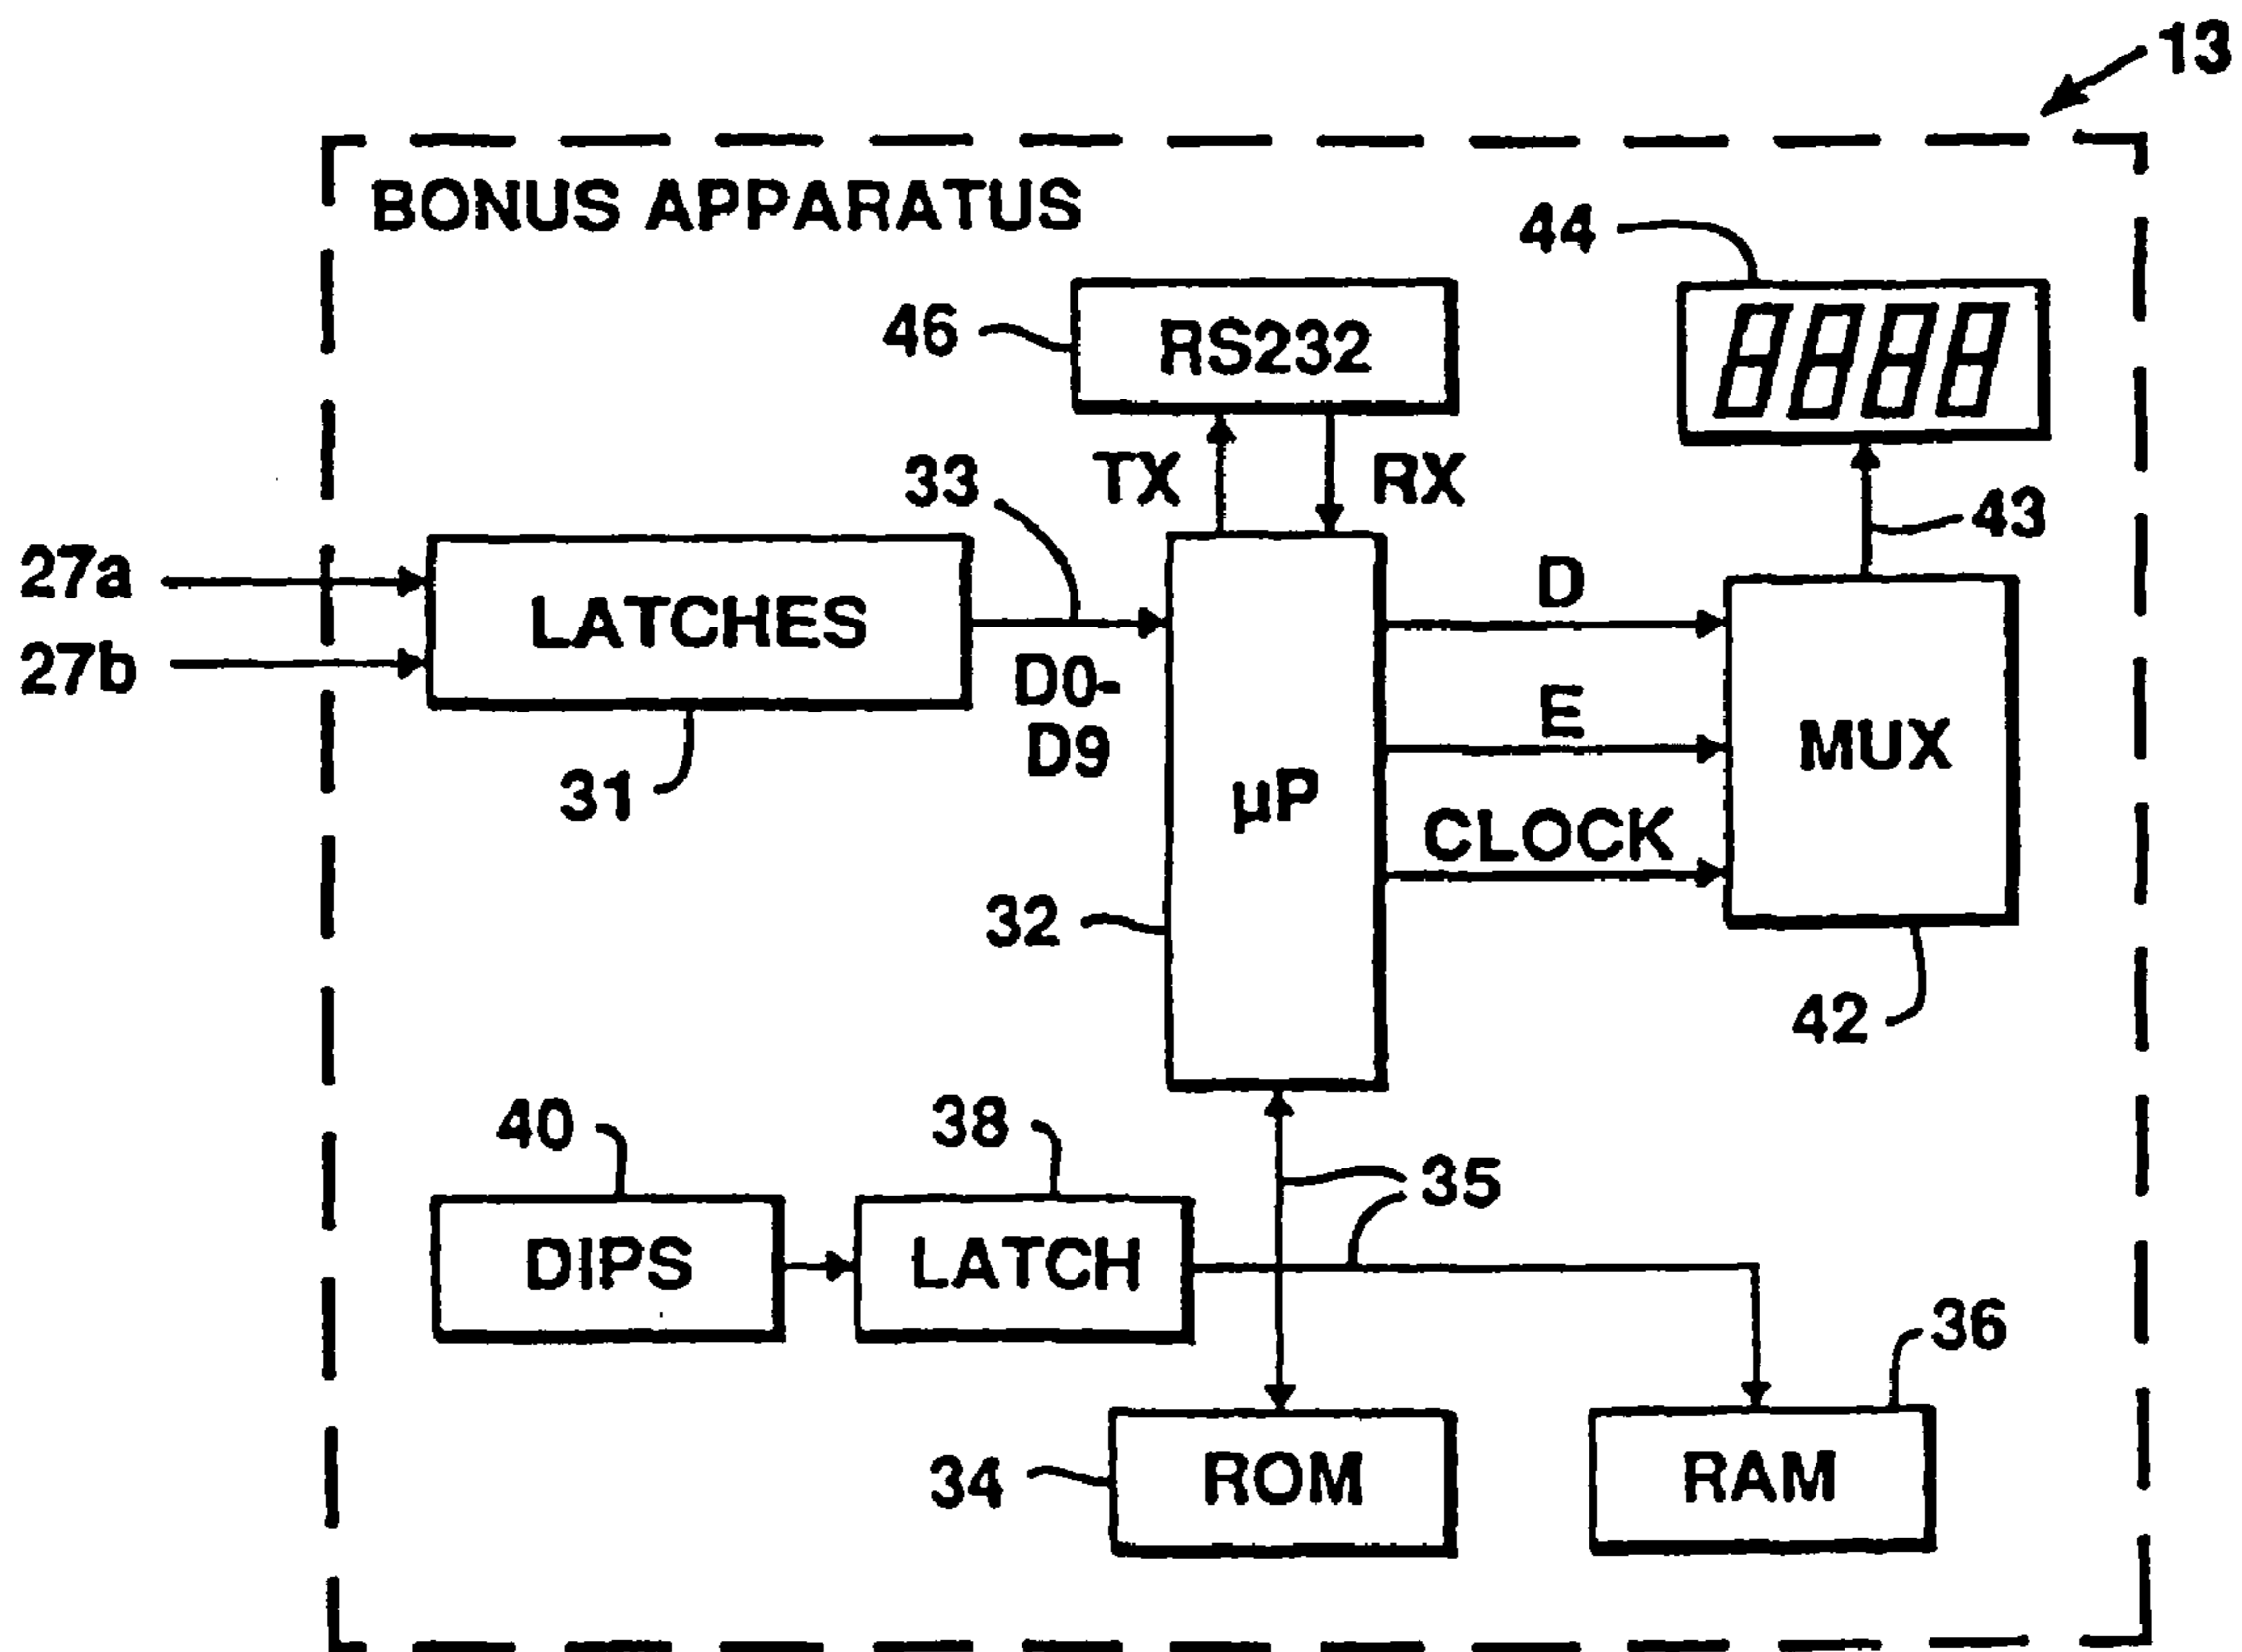 13
BONUS APPARATUS
44
46
RS232
8888
33
TX
RX
43
27a
LATCHES
D
27b
D0-
D9
E
MUX
31
µP
CLOCK
32
42
40
38
35
DIPS
LATCH
36
34
ROM
RAM